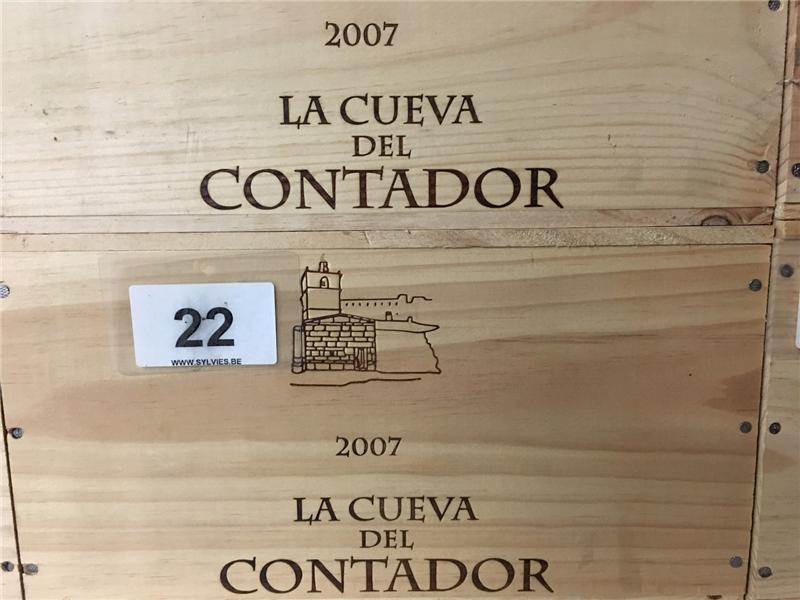 2007
LA CUEVA
DEL
CONTADOR
22
WWW.SYLVIES.BE
2007
LA CUEVA
DEL
CONTADOR